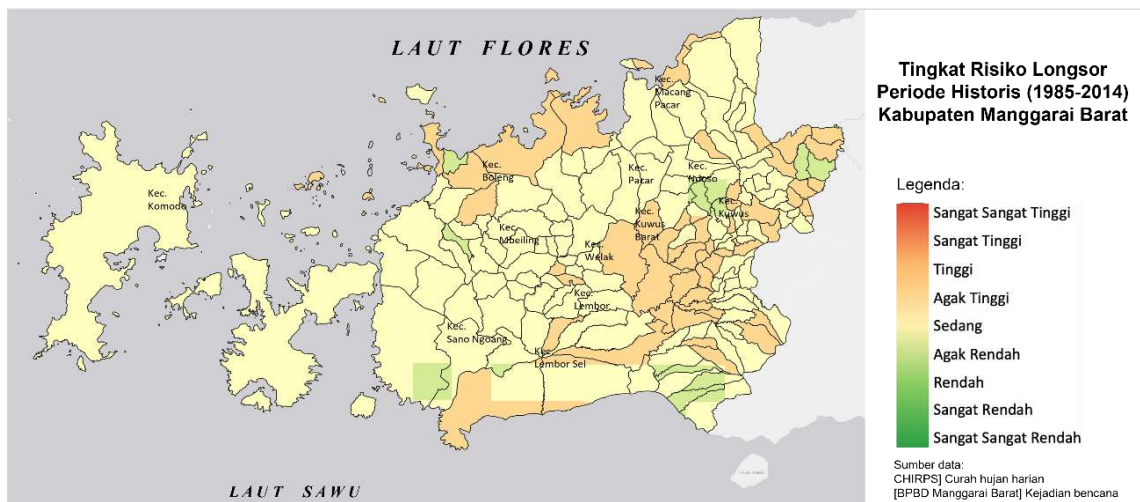 LAUT FLORES
Kec.
Macang
Pacar
Kec.
Boleng
Kec.
Pacar
Kec.
Ndoso
Kec.
Komodo
Kec.
Kuwus
Kec.
Kuwus
Barat
Kec.
Mbeiling
Kec.
Welak
Kec.
Lembor
Kec.
Sano Ngoang
Kec.
Lembor Sel
LAUT SAWU
Tingkat Risiko Longsor
Periode Historis (1985-2014)
Kabupaten Manggarai Barat
Legenda:
Sangat Sangat Tinggi
Sangat Tinggi
Tinggi
Agak Tinggi
Sedang
Agak Rendah
Rendah
Sangat Rendah
Sangat Sangat Rendah
Sumber data:
CHIRPS] Curah hujan harian
[BPBD Manggarai Barat] Kejadian bencana